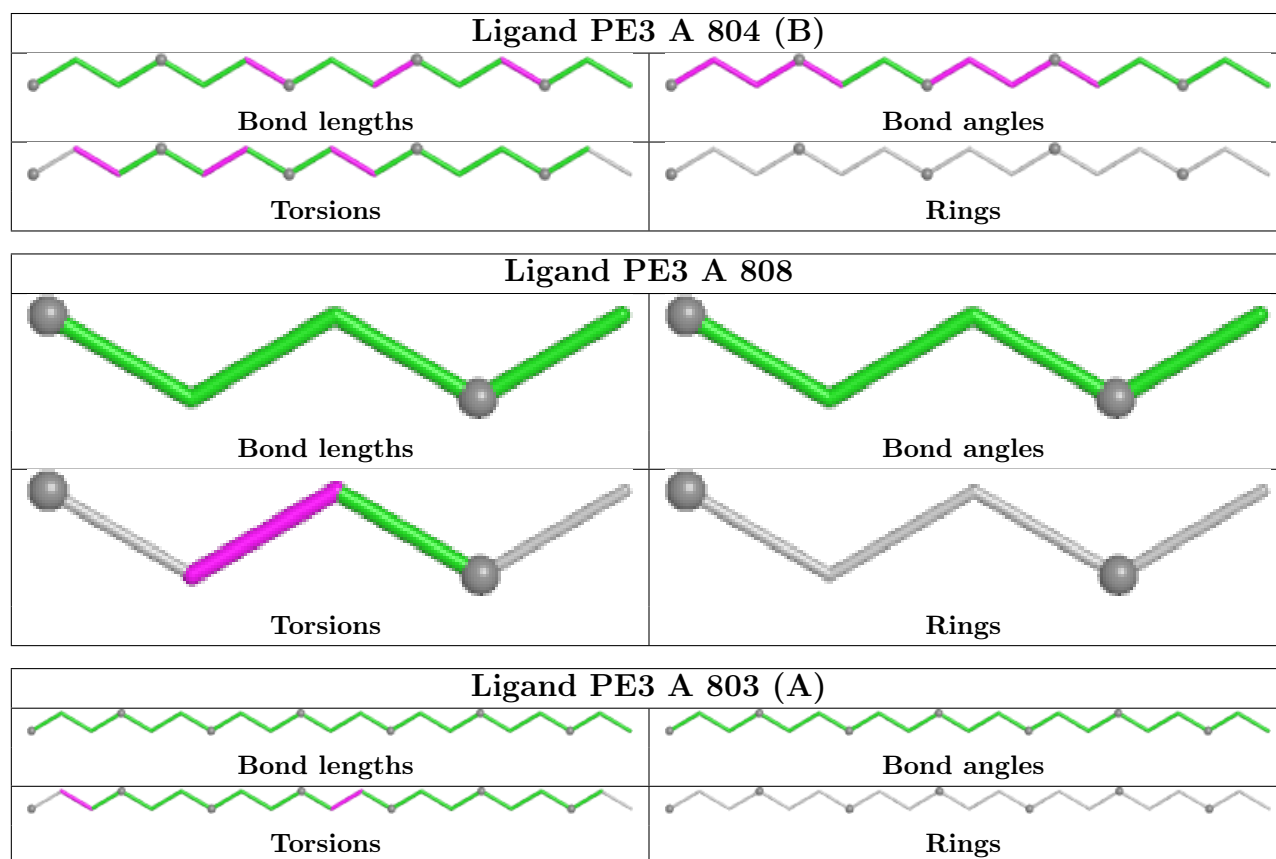 Ligand PE3 A 804 (B)
Bond lengths
Bond angles
Torsions
Rings
Ligand PE3 A 808
Bond lengths
Bond angles
Torsions
Rings
Ligand PE3 A 803 (A)
Bond lengths
Bond angles
Torsions
Rings